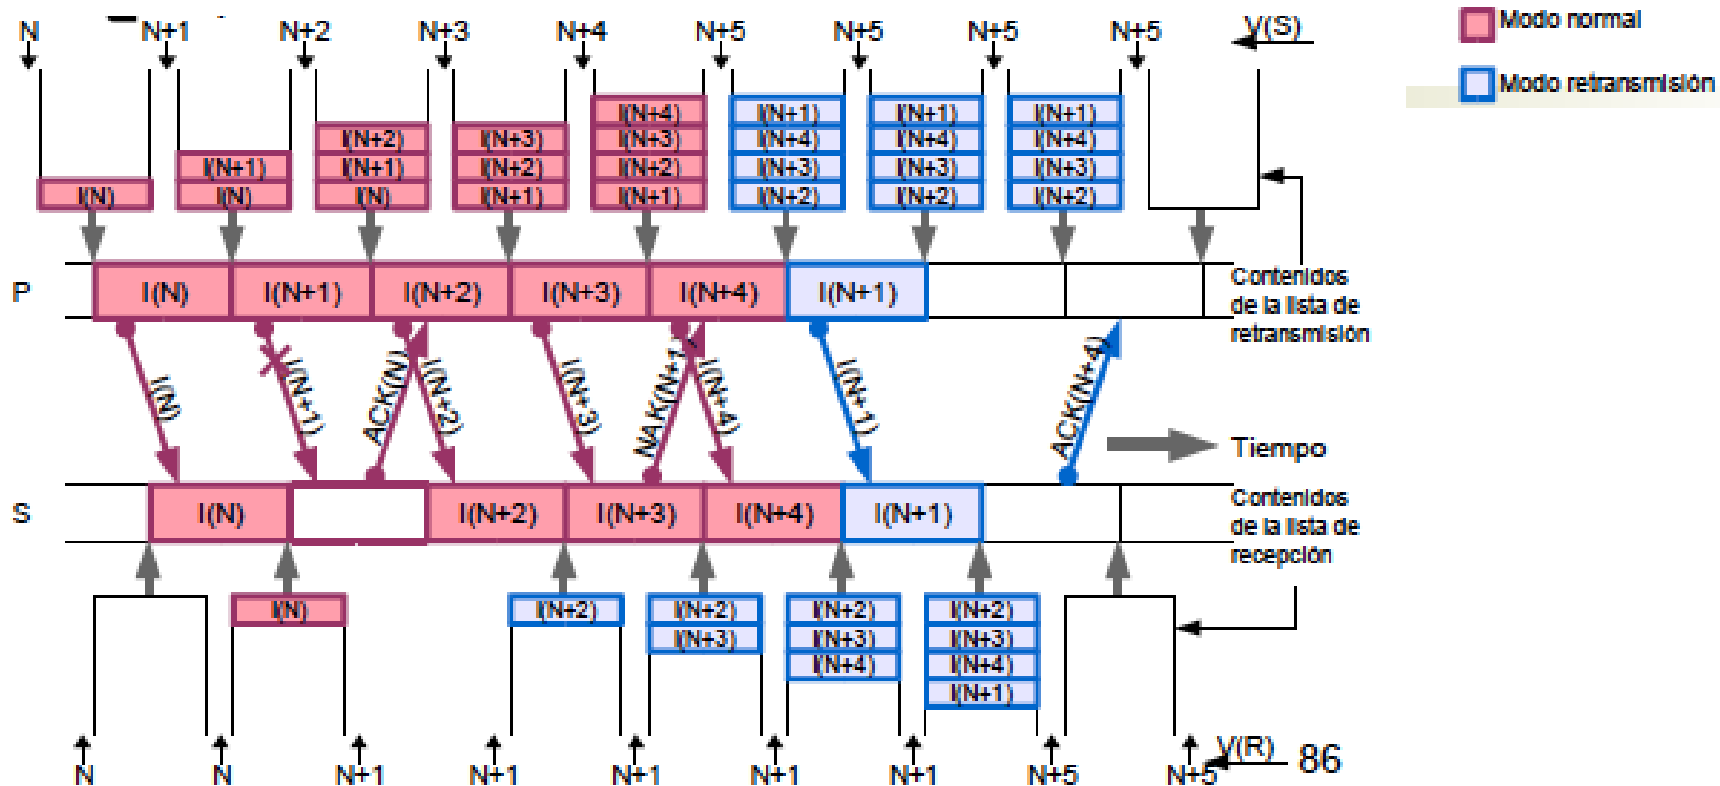 N N+1 N+2 N+3 N+4 N+5 N+5 N+5 N+5 V(S)
Modo normal
Modo retransmisión
I(N)
I(N+1)
I(N)
I(N+2)
I(N+1)
I(N)
I(N+3)
I(N+2)
I(N+1)
I(N+4)
I(N+3)
I(N+2)
I(N+1)
I(N+1)
I(N+4)
I(N+3)
I(N+2)
I(N+1)
I(N+4)
I(N+3)
I(N+2)
I(N+1)
I(N+4)
I(N+3)
I(N+2)
P I(N) I(N+1) I(N+2) I(N+3) I(N+4) I(N+1)
Contenidos
de la lista de
retransmisión
I(N) I(N+1) ACK(N) I(N+2) I(N+3) NAK(N+1) I(N+4) I(N+1) ACK(N+4)
Tiempo
S I(N) I(N+2) I(N+3) I(N+4) I(N+1)
Contenidos
de la lista de
recepción
I(N)
I(N+2)
I(N+2)
I(N+3)
I(N+2)
I(N+3)
I(N+4)
I(N+2)
I(N+3)
I(N+4)
I(N+1)
N N N+1 N+1 N+1 N+1 N+1 N+5 N+5 V(R) 86